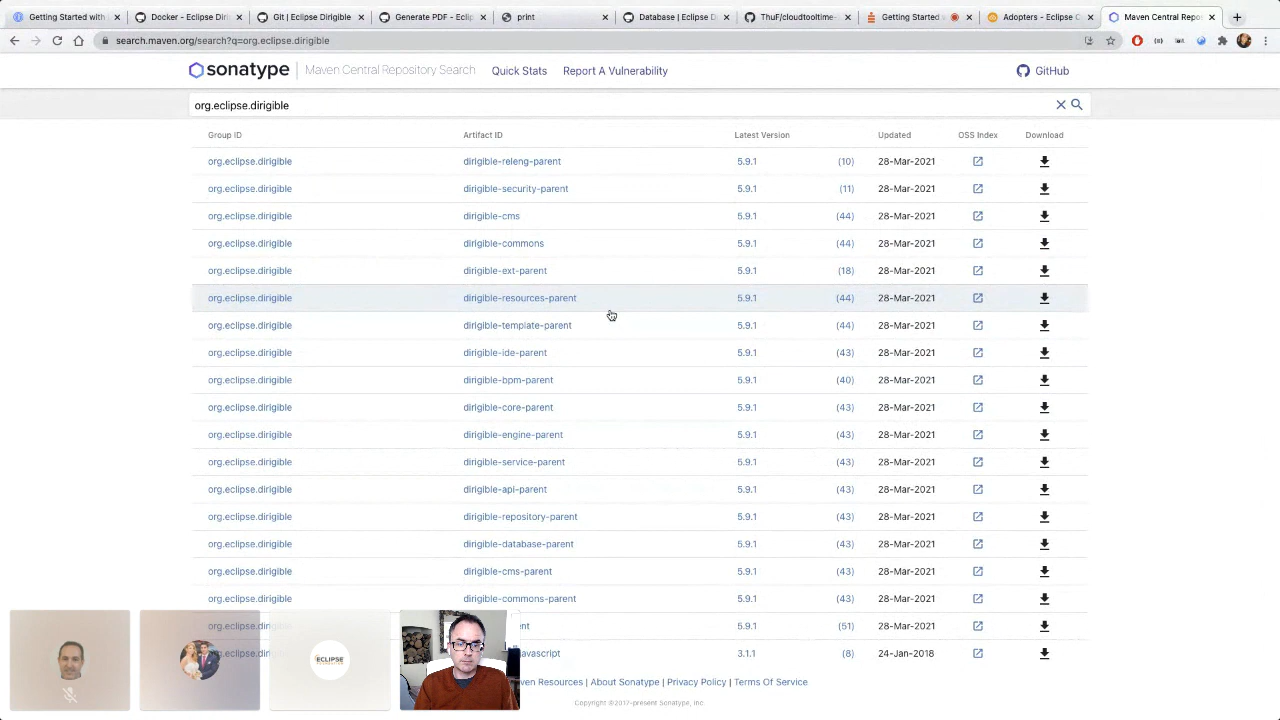 Docker - Eclipse Dirigi
Git | Eclipse Dirigible
Generate PDF - Eclip
print
Database | Eclipse D
ThuF/cloudtooltime-
Getting Started w
Adopters - Eclipse C
Maven Central Repo
search.maven.org/search?q=org.eclipse.dirigible
sonatype
Maven Central Repository Search
Quick Stats
Report A Vulnerability
GitHub
org.eclipse.dirigible
Group ID Artifact ID Latest Version Updated OSS Index Download
org.eclipse.dirigible dirigible-releng-parent 5.9.1 (10) 28-Mar-2021
org.eclipse.dirigible dirigible-security-parent 5.9.1 (11) 28-Mar-2021
org.eclipse.dirigible dirigible-cms 5.9.1 (44) 28-Mar-2021
org.eclipse.dirigible dirigible-commons 5.9.1 (44) 28-Mar-2021
org.eclipse.dirigible dirigible-ext-parent 5.9.1 (18) 28-Mar-2021
org.eclipse.dirigible dirigible-resources-parent 5.9.1 (44) 28-Mar-2021
org.eclipse.dirigible dirigible-template-parent 5.9.1 (44) 28-Mar-2021
org.eclipse.dirigible dirigible-ide-parent 5.9.1 (43) 28-Mar-2021
org.eclipse.dirigible dirigible-bpm-parent 5.9.1 (40) 28-Mar-2021
org.eclipse.dirigible dirigible-core-parent 5.9.1 (43) 28-Mar-2021
org.eclipse.dirigible dirigible-engine-parent 5.9.1 (43) 28-Mar-2021
org.eclipse.dirigible dirigible-service-parent 5.9.1 (43) 28-Mar-2021
org.eclipse.dirigible dirigible-api-parent 5.9.1 (43) 28-Mar-2021
org.eclipse.dirigible dirigible-repository-parent 5.9.1 (43) 28-Mar-2021
org.eclipse.dirigible dirigible-database-parent 5.9.1 (43) 28-Mar-2021
org.eclipse.dirigible dirigible-cms-parent 5.9.1 (43) 28-Mar-2021
org.eclipse.dirigible dirigible-commons-parent 5.9.1 (43) 28-Mar-2021
org.eclipse.dirigible ent 5.9.1 (51) 28-Mar-2021
org.eclipse.dirigible avascript 3.1.1 (8) 24-Jan-2018
ECLIPSE
ven Resources | About Sonatype | Privacy Policy | Terms Of Service
Copyright ©2017-present Sonatype, Inc.